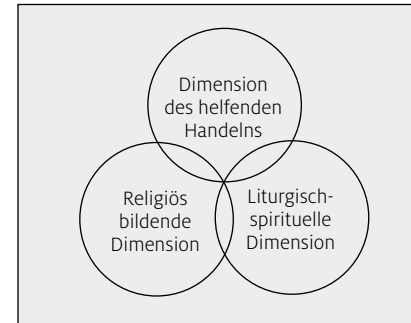 Dimension
des helfenden
Handelns
Religiös
bildende
Dimension
Liturgisch-
spirituelle
Dimension